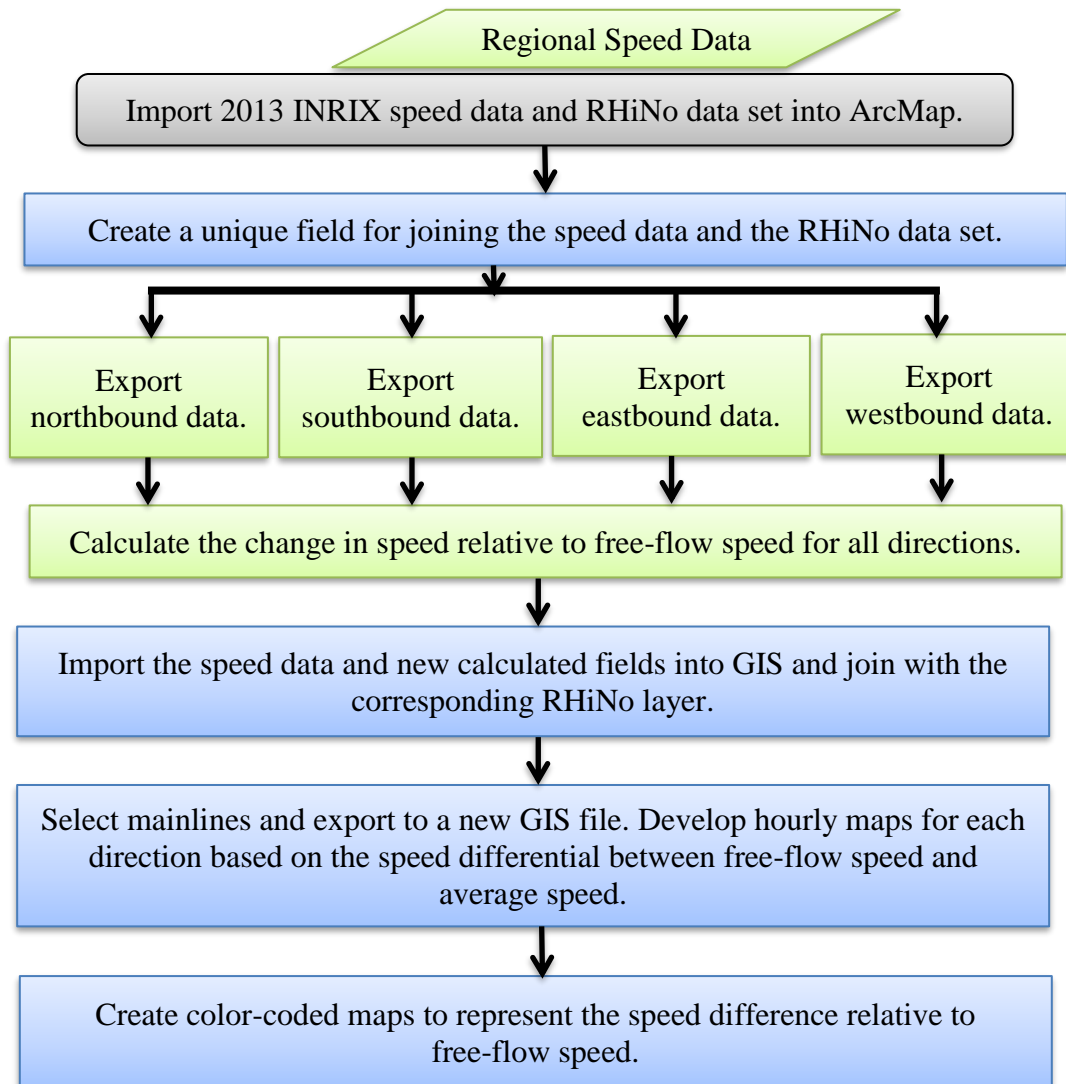 Regional Speed Data
Import 2013 INRIX speed data and RHiNo data set into ArcMap.
Create a unique field for joining the speed data and the RHiNo data set.
Export
northbound data.
Export
southbound data.
Export
eastbound data.
Export
westbound data.
Calculate the change in speed relative to free-flow speed for all directions.
Import the speed data and new calculated fields into GIS and join with the
corresponding RHiNo layer.
Select mainlines and export to a new GIS file. Develop hourly maps for each
direction based on the speed differential between free-flow speed and
average speed.
Create color-coded maps to represent the speed difference relative to
free-flow speed.